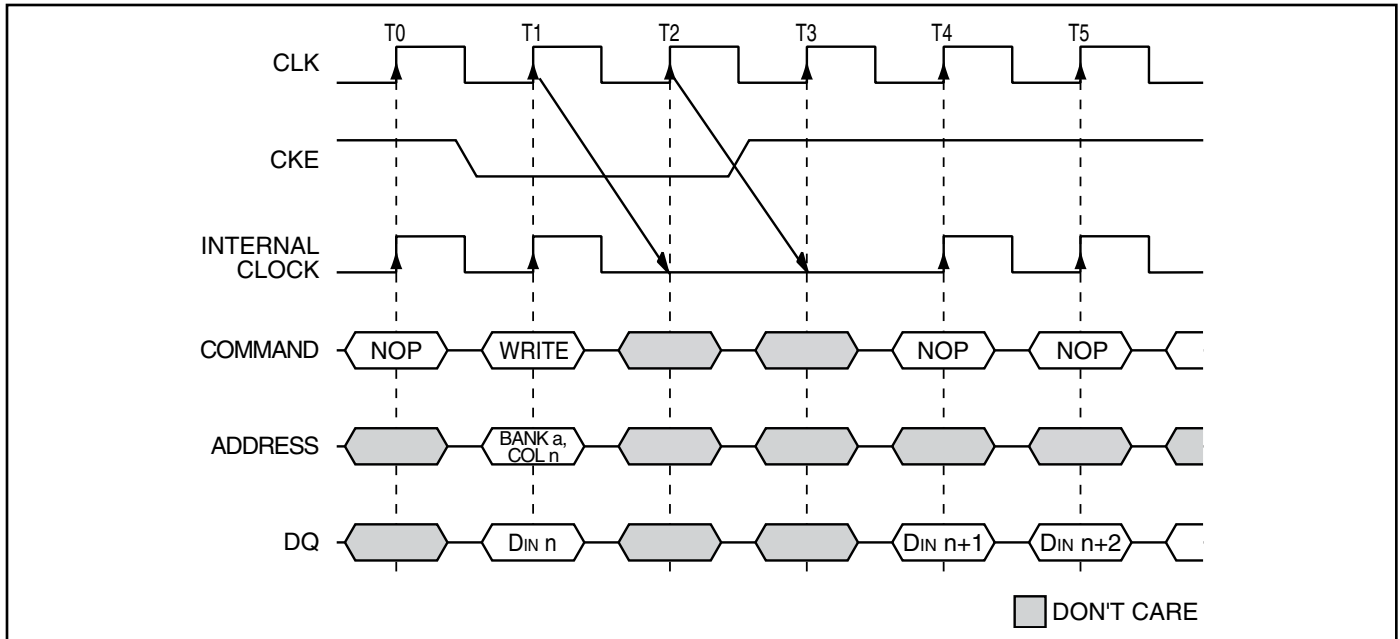 T0 T1 T2 T3 T4 T5
CLK
CKE
INTERNAL
CLOCK
COMMAND NOP WRITE NOP NOP
ADDRESS BANK a,
COL n
DQ DIN n DIN n+1 DIN n+2
DON'T CARE